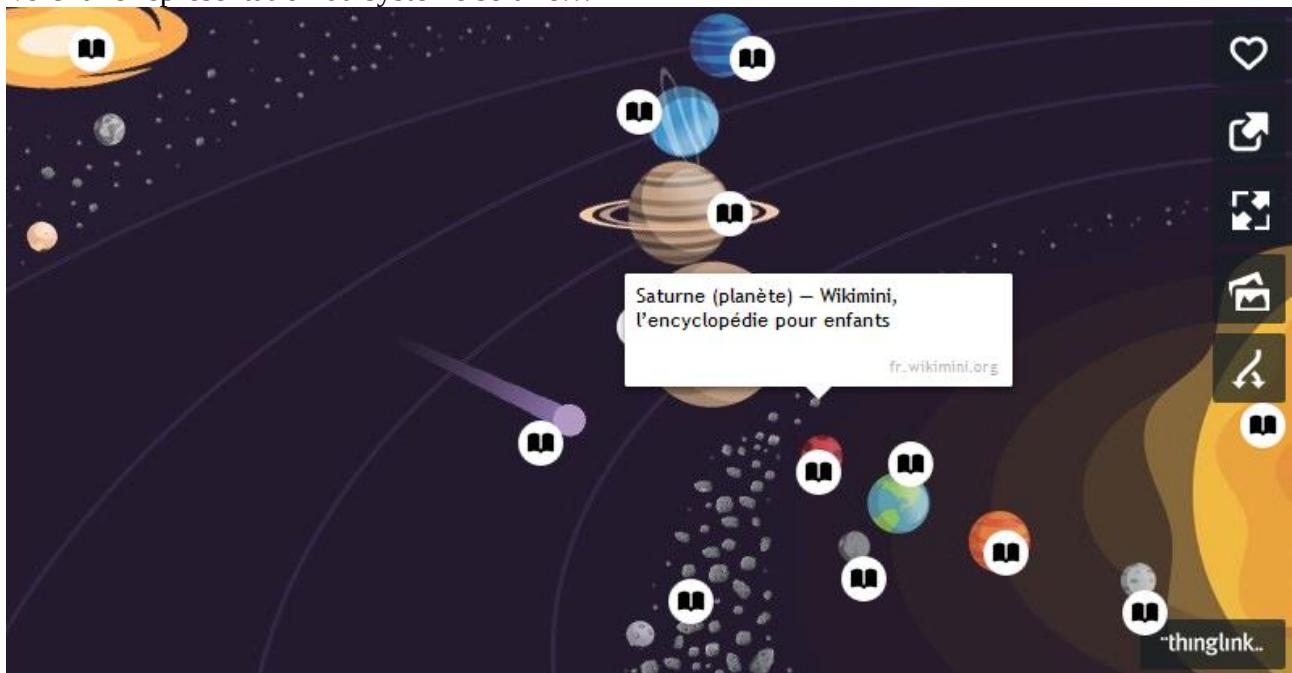 Saturne (planète) — Wikimini,
l'encyclopédie pour enfants
fr.wikimini.org
¨thinglink..